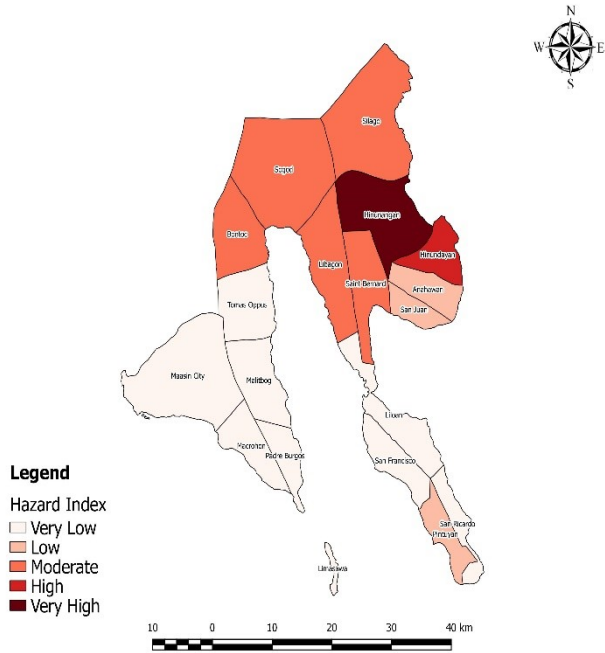 N
W E
S
Silago
Sogod
Hinunangan
Bontoc
Hinundayan
Libagon
Saint Bernard
Anahawan
San Juan
Tomas Oppus
Maasin City
Malitbog
Liloan
Macrohon
Padre Burgos
San Francisco
San Ricardo
Pintuyan
Limasawa
Legend
Hazard Index
Very Low
Low
Moderate
High
Very High
10 0 10 20 30 40 km